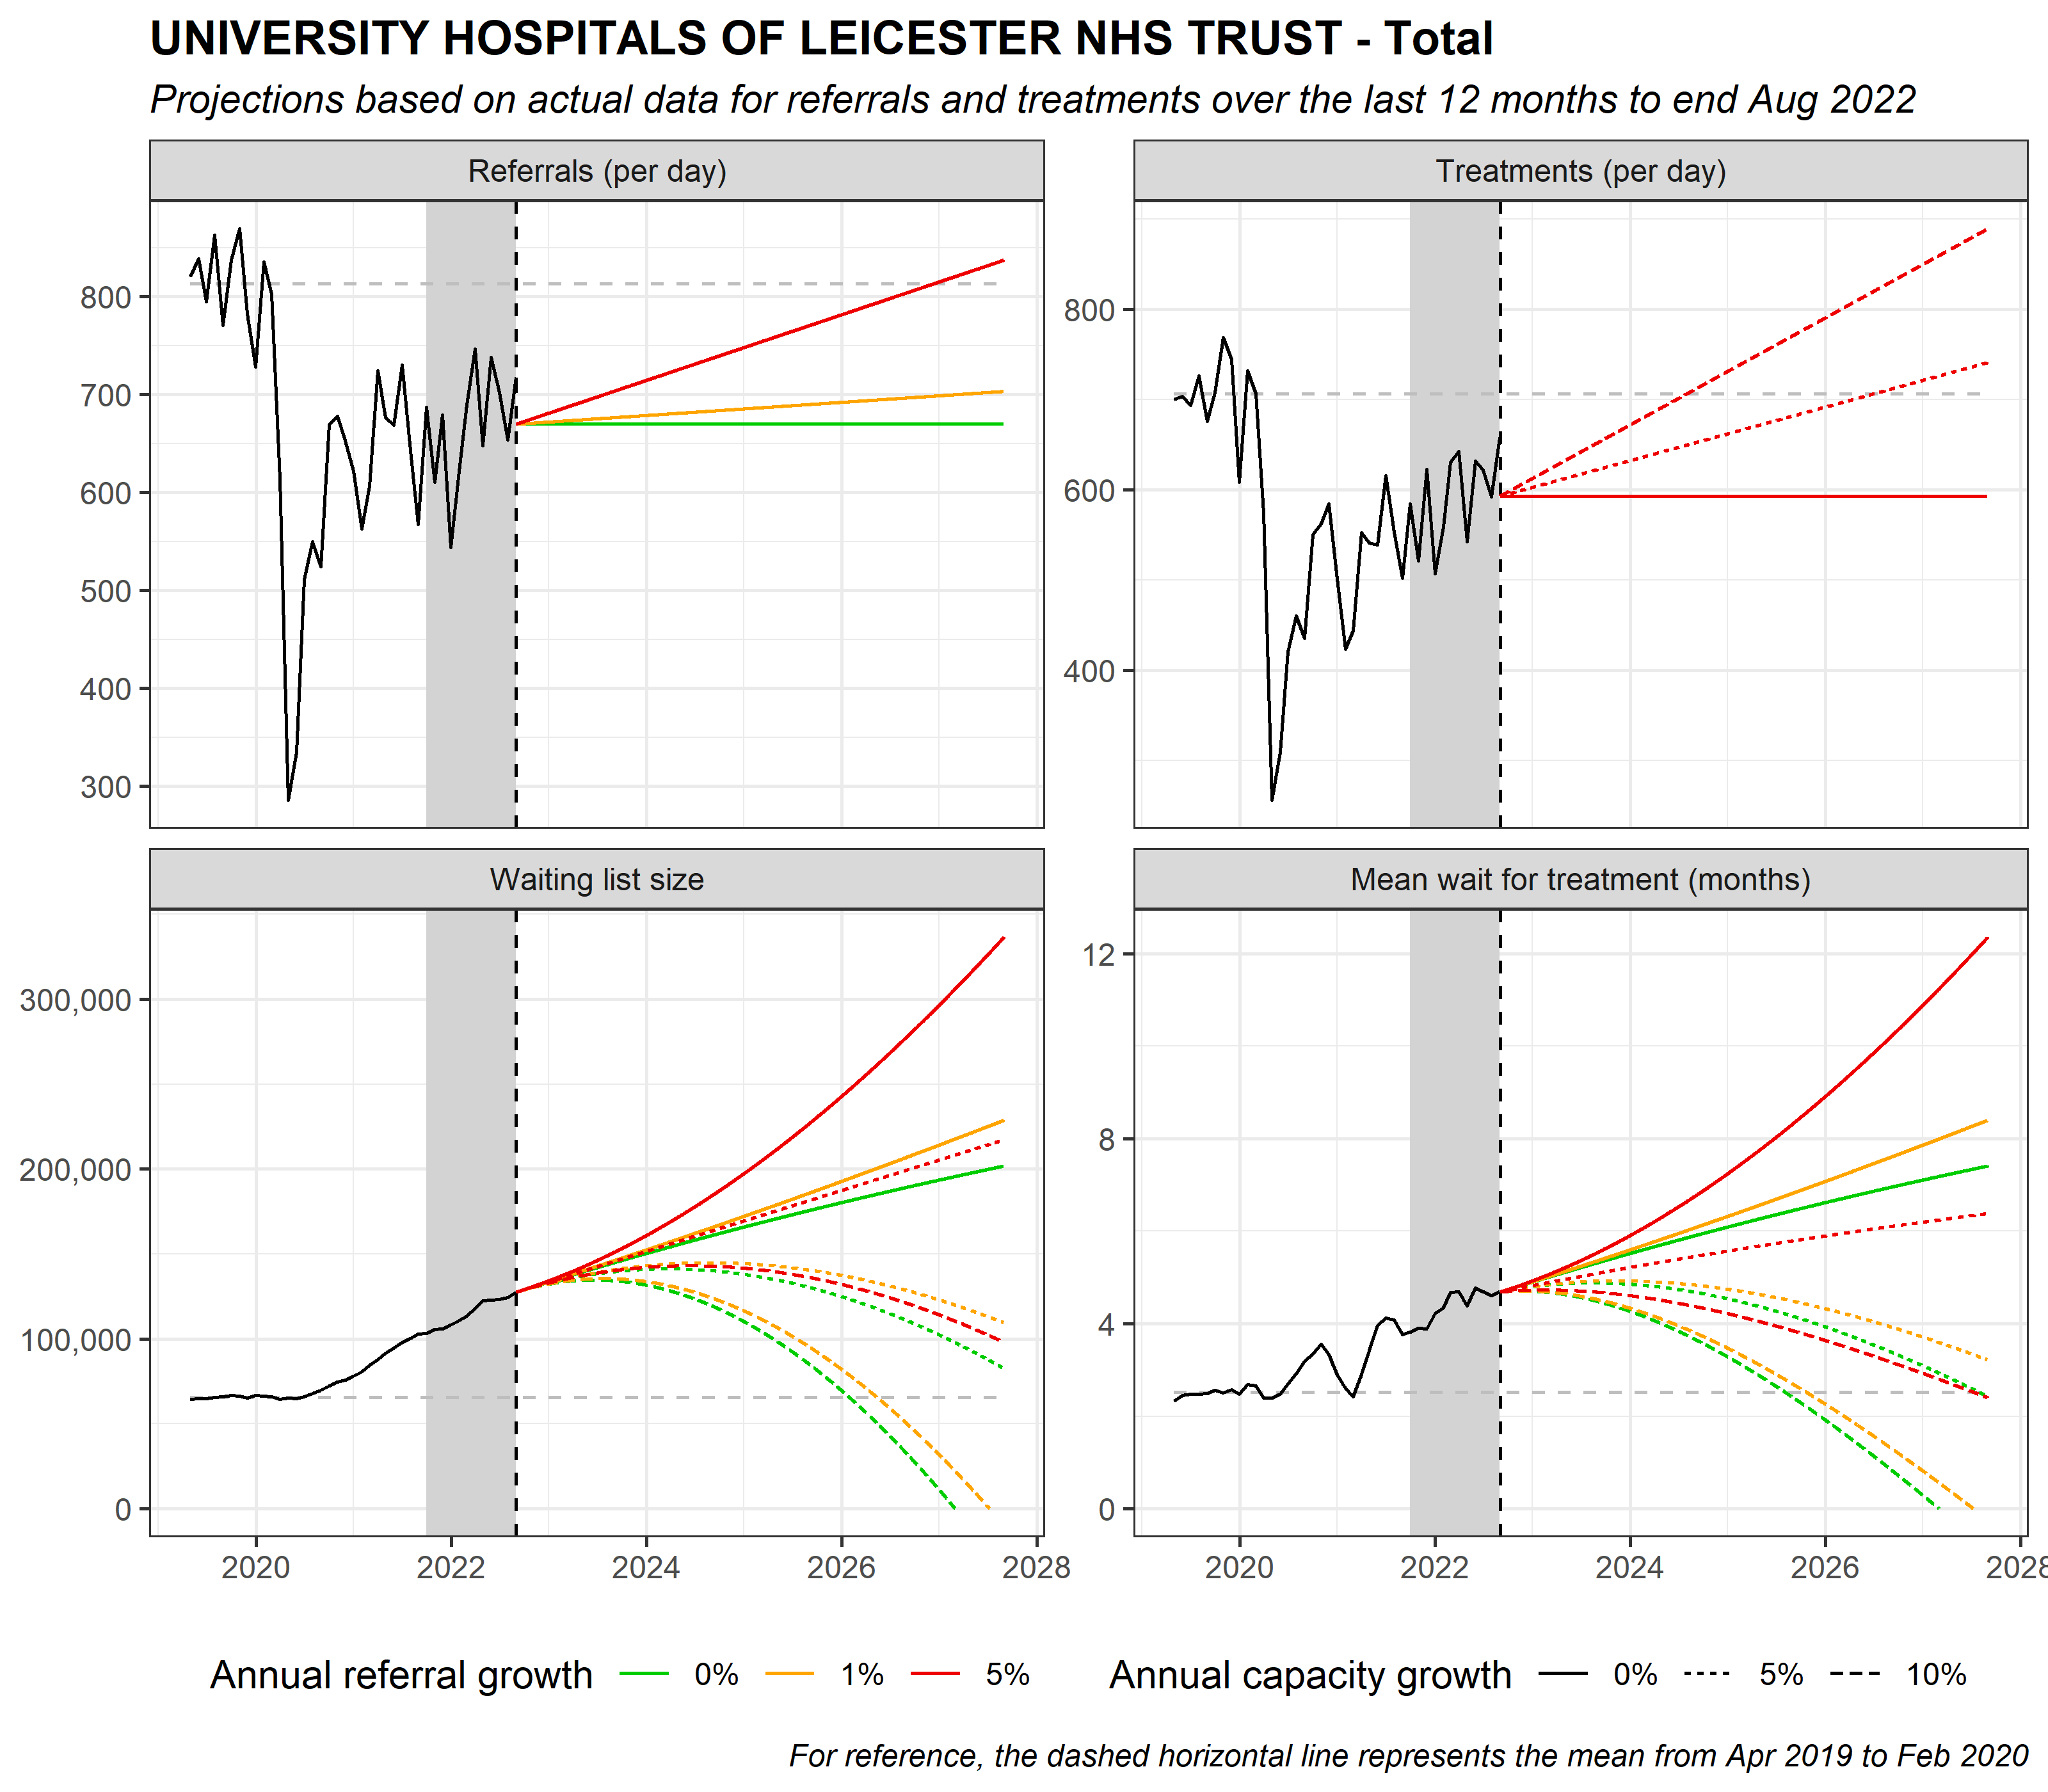 UNIVERSITY HOSPITALS OF LEICESTER NHS TRUST - Total
Projections based on actual data for referrals and treatments over the last 12 months to end Aug 2022
Referrals (per day)
800
700
600
500
400
300
Treatments (per day)
800
600
400
Waiting list size
300,000
200,000
100,000
0
2020 2022 2024 2026 2028
Mean wait for treatment (months)
12
8
4
0
2020 2022 2024 2026 2028
Annual referral growth 0% 1% 5%
Annual capacity growth 0% 5% 10%
For reference, the dashed horizontal line represents the mean from Apr 2019 to Feb 2020